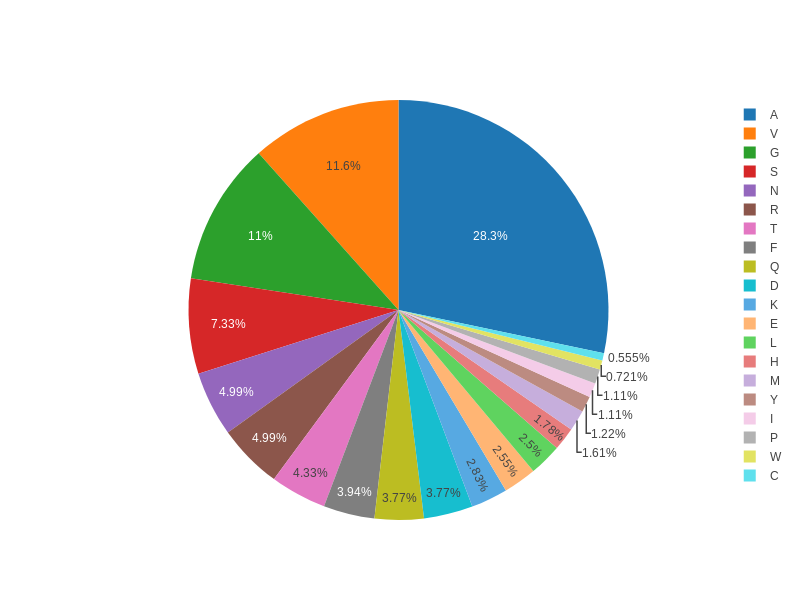 28.3%
11.6%
11%
7.33%
4.99%
4.99%
4.33%
3.94%
3.77%
3.77%
2.83%
2.55%
2.5%
1.78%
1.61%
1.22%
1.11%
1.11%
0.721%
0.555%
A
V
G
S
N
R
T
F
Q
D
K
E
L
H
M
Y
I
P
W
C